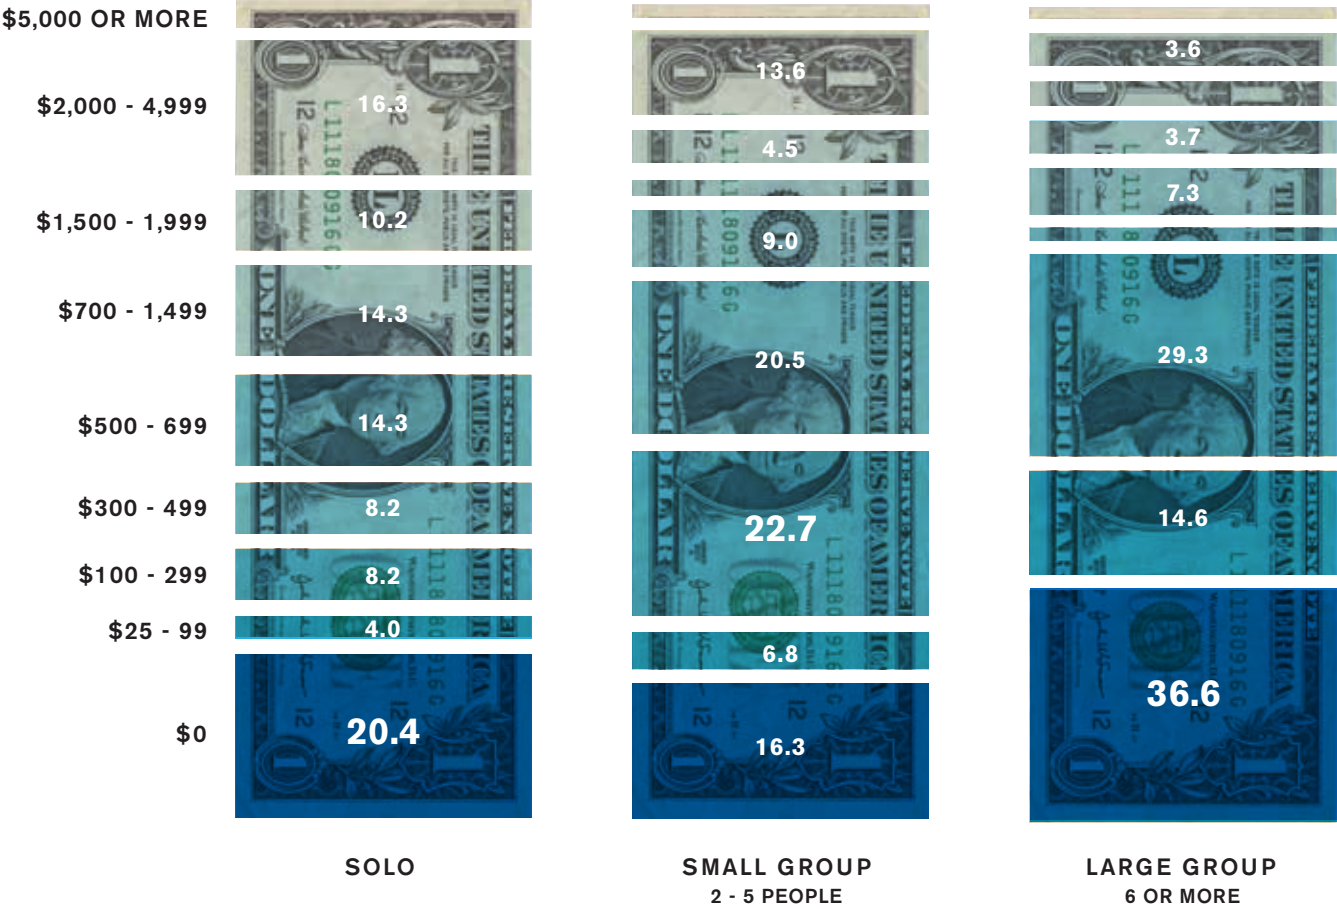 $5,000 OR MORE
$2,000 - 4,999
$1,500 - 1,999
$700 - 1,499
$500 - 699
$300 - 499
$100 - 299
$25 - 99
$0
16.3
10.2
14.3
14.3
8.2
8.2
4.0
20.4
SOLO
13.6
4.5
9.0
20.5
22.7
6.8
16.3
SMALL GROUP
2 - 5 PEOPLE
3.6
3.7
7.3
29.3
14.6
36.6
LARGE GROUP
6 OR MORE